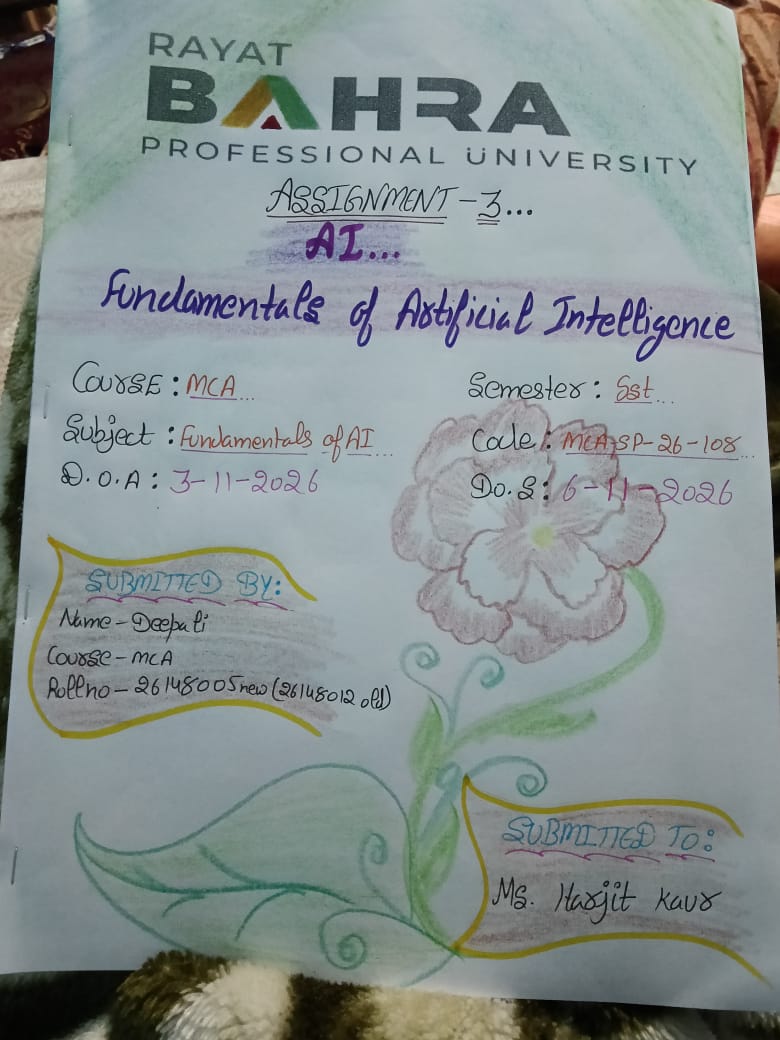 RAYAT
BAHRA
PROFESSIONAL UNIVERSITY
ASSIGNMENT-3...
AI...
Fundamentals of Artificial Intelligence
Course : MCA...
Semester : Ist...
Subject : Fundamentals of AI...
Code : MCA SP-26-108...
D.O.A : 3-11-2026
Do.S : 6-11-2026
SUBMITTED BY:
Name-Deepali
Course-MCA
Rollno-26148005 new (26148012 old)
SUBMITTED TO:
Ms. Harjit Kaur